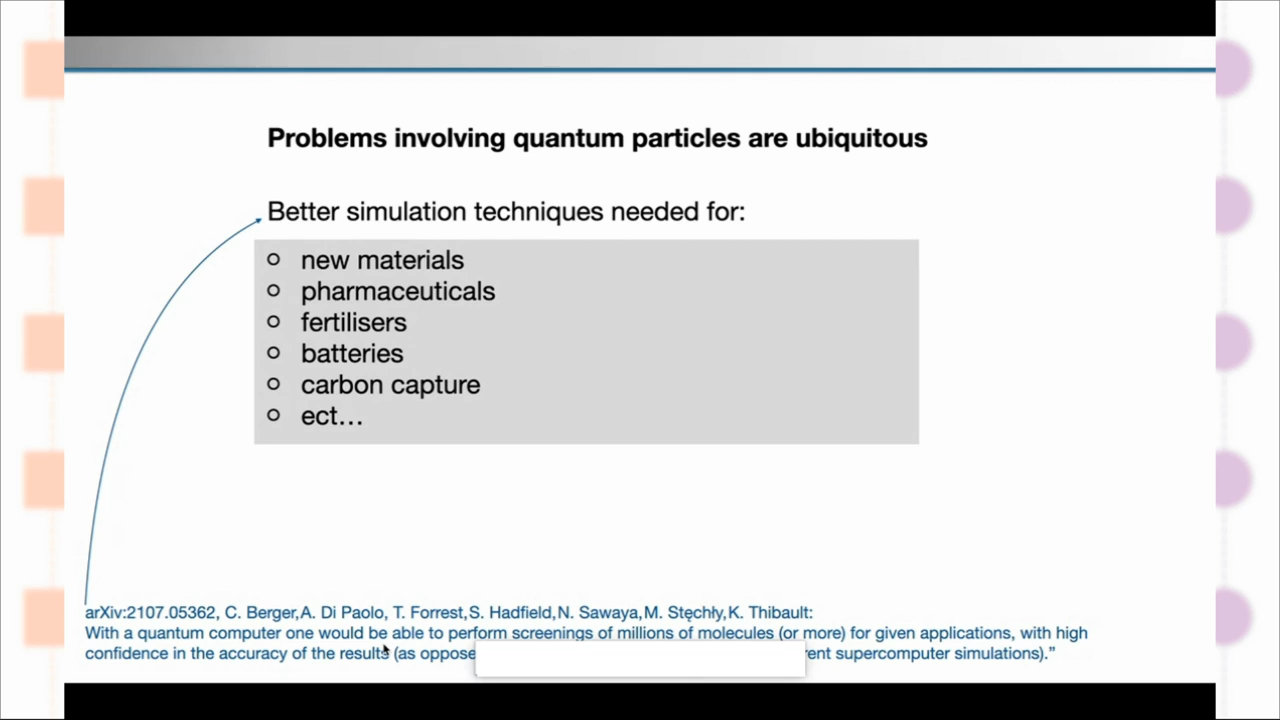 Problems involving quantum particles are ubiquitous
Better simulation techniques needed for:
new materials
pharmaceuticals
fertilisers
batteries
carbon capture
ect…
arXiv:2107.05362, C. Berger,A. Di Paolo, T. Forrest,S. Hadfield,N. Sawaya,M. Stęchły,K. Thibault:
With a quantum computer one would be able to perform screenings of millions of molecules (or more) for given applications, with high
confidence in the accuracy of the results (as supercomputer simulations).”